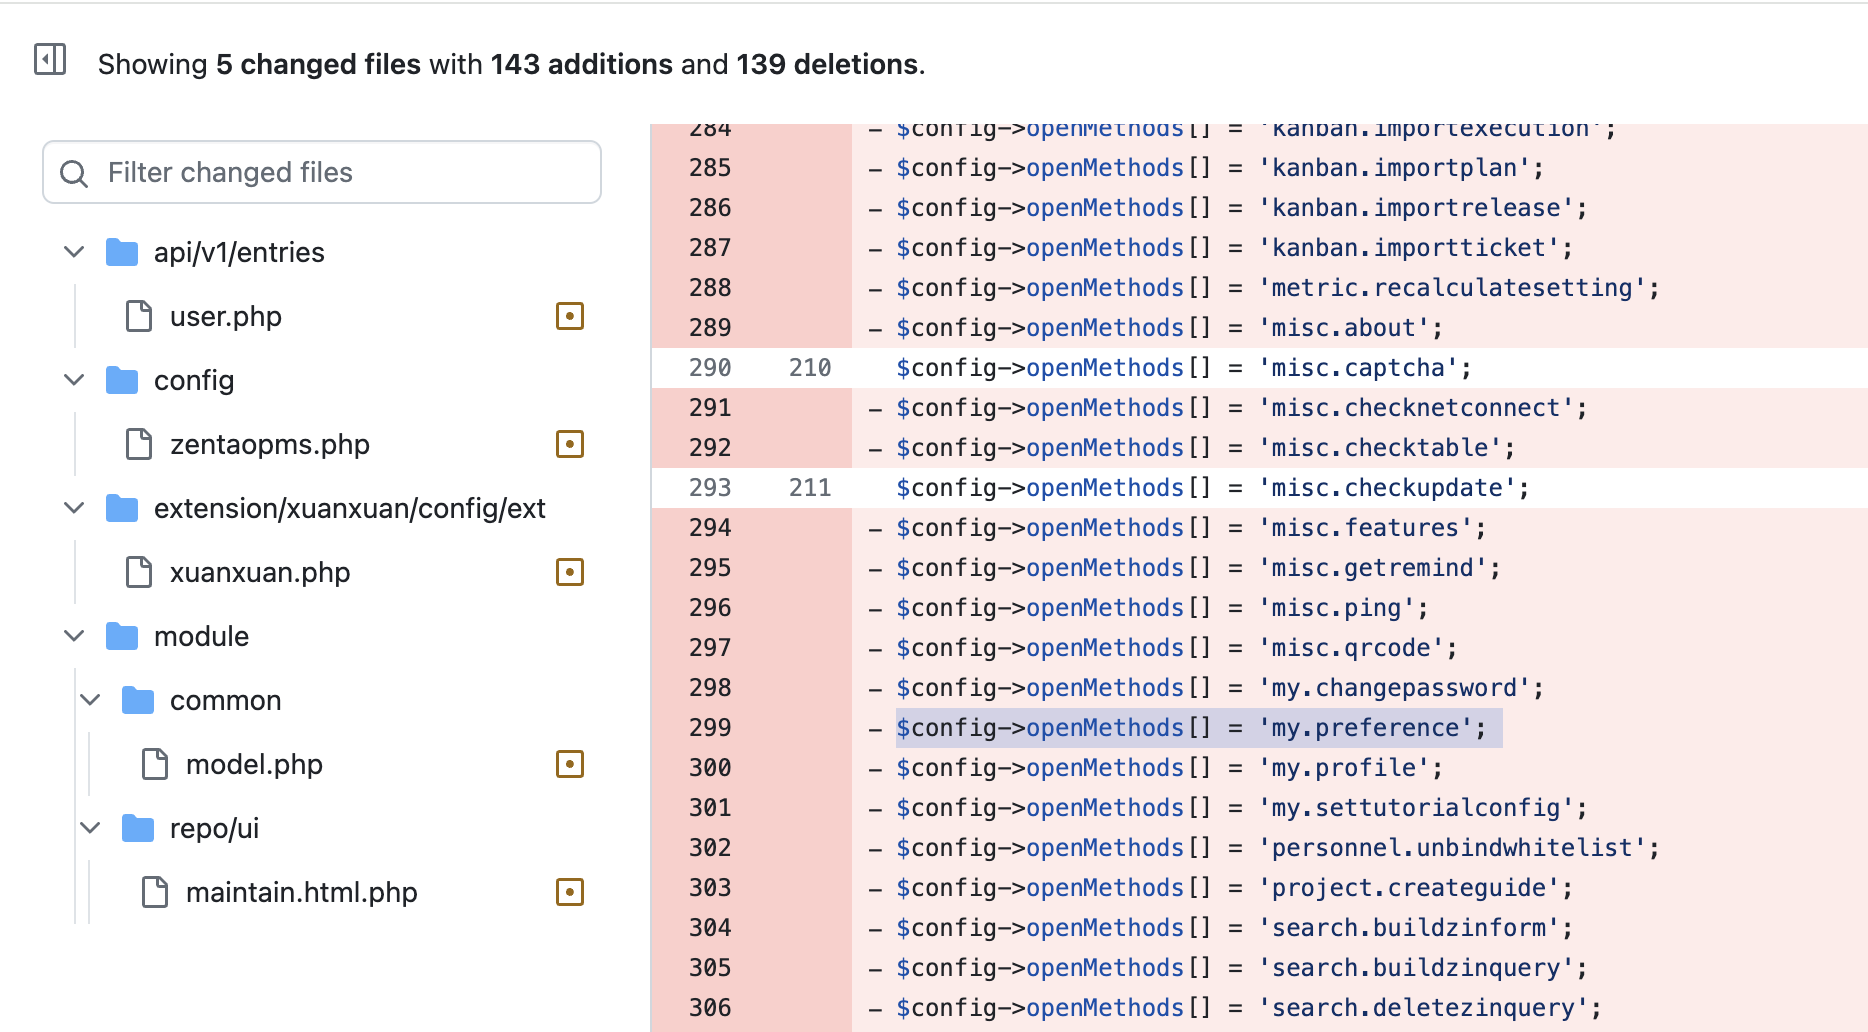 Showing 5 changed files with 143 additions and 139 deletions.
Filter changed files
api/v1/entries
user.php
config
zentaopms.php
extension/xuanxuan/config/ext
xuanxuan.php
module
common
model.php
repo/ui
maintain.html.php
284 – $config->openMethods[] = 'kanban.importexecution';
285 – $config->openMethods[] = 'kanban.importplan';
286 – $config->openMethods[] = 'kanban.importrelease';
287 – $config->openMethods[] = 'kanban.importticket';
288 – $config->openMethods[] = 'metric.recalculatesetting';
289 – $config->openMethods[] = 'misc.about';
290 210 $config->openMethods[] = 'misc.captcha';
291 – $config->openMethods[] = 'misc.checknetconnect';
292 – $config->openMethods[] = 'misc.checktable';
293 211 $config->openMethods[] = 'misc.checkupdate';
294 – $config->openMethods[] = 'misc.features';
295 – $config->openMethods[] = 'misc.getremind';
296 – $config->openMethods[] = 'misc.ping';
297 – $config->openMethods[] = 'misc.qrcode';
298 – $config->openMethods[] = 'my.changepassword';
299 – $config->openMethods[] = 'my.preference';
300 – $config->openMethods[] = 'my.profile';
301 – $config->openMethods[] = 'my.settutorialconfig';
302 – $config->openMethods[] = 'personnel.unbindwhitelist';
303 – $config->openMethods[] = 'project.createguide';
304 – $config->openMethods[] = 'search.buildzinform';
305 – $config->openMethods[] = 'search.buildzinquery';
306 – $config->openMethods[] = 'search.deletezinquery';